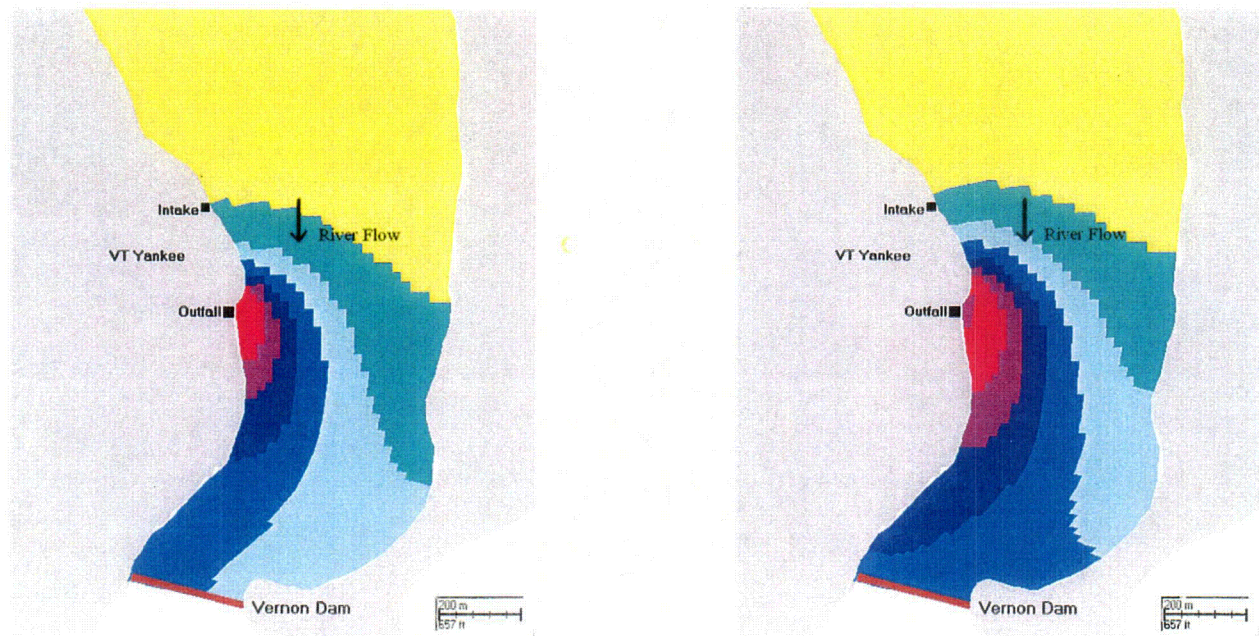 Intake
River Flow
VT Yankee
Outfall
Vernon Dam
200 m
657 ft
Intake
River Flow
VT Yankee
Outfall
Vernon Dam
200 m
657 ft